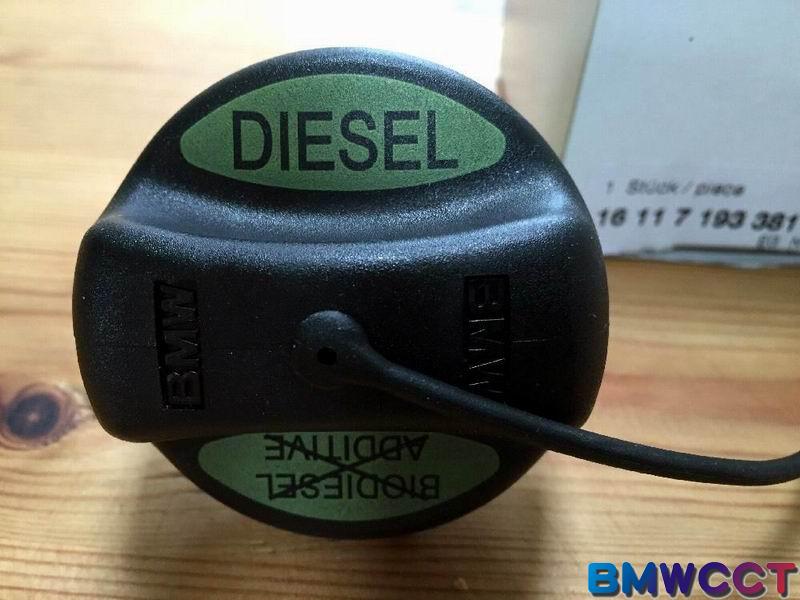 DIESEL
1 Stück / piece
16 11 7 193 381
BMW
BMW
BIODIESEL
ADDITIVE
BMWCCT